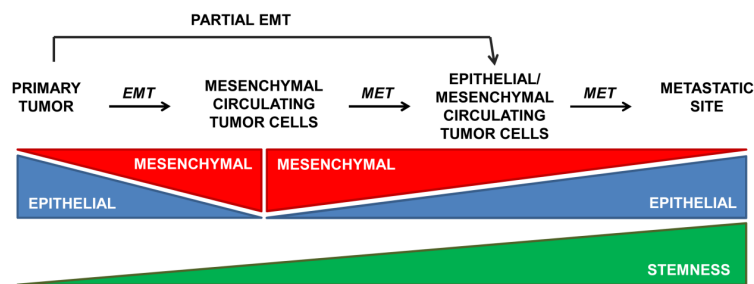 PARTIAL EMT
PRIMARY
TUMOR
EMT
MESENCHYMAL
CIRCULATING
TUMOR CELLS
MET
EPITHELIAL/
MESENCHYMAL
CIRCULATING
TUMOR CELLS
MET
METASTATIC
SITE
MESENCHYMAL
MESENCHYMAL
EPITHELIAL
EPITHELIAL
STEMNESS